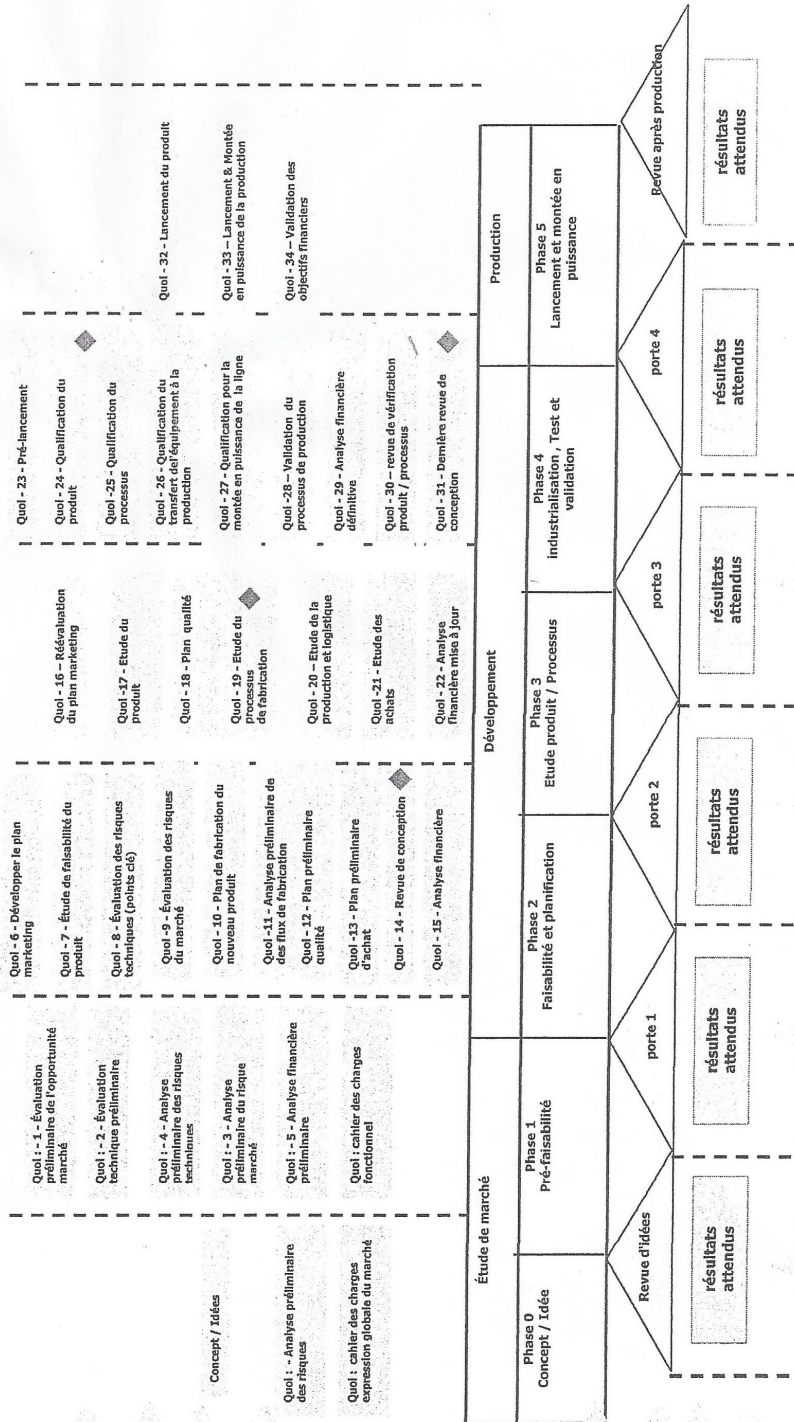 Concept / Idées
Quoi : - Analyse préliminaire
des risques
Quoi : cahier des charges
expression globale du marché
Quoi : - 1 - Évaluation
préliminaire de l'opportunité
marché
Quoi : - 2 - Évaluation
technique préliminaire
Quoi : - 4 - Analyse
préliminaire des risques
techniques
Quoi : - 3 - Analyse
préliminaire du risque
marché
Quoi : - 5 - Analyse financière
préliminaire
Quoi : cahier des charges
fonctionnel
Quoi - 6 - Développer le plan
marketing
Quoi - 7 - Étude de faisabilité du
produit
Quoi - 8 - Évaluation des risques
techniques (points clé)
Quoi -9 - Évaluation des risques
du marché
Quoi - 10 - Plan de fabrication du
nouveau produit
Quoi -11 - Analyse préliminaire de
des flux de fabrication
Quoi - 12 - Plan préliminaire
qualité
Quoi -13 - Plan préliminaire
d'achat
Quoi - 14 - Revue de conception
Quoi - 15 - Analyse financière
Quoi - 16 – Réévaluation
du plan marketing
Quoi -17 - Etude du
produit
Quoi - 18 - Plan qualité
Quoi - 19 - Etude du
processus
de fabrication
Quoi - 20 – Etude de la
production et logistique
Quoi -21 - Etude des
achats
Quoi - 22 - Analyse
financière mise à jour
Quoi - 23 - Pré-lancement
Quoi - 24 - Qualification du
produit
Quoi -25 - Qualification du
processus
Quoi - 26 - Qualification du
transfert del'équipement à la
production
Quoi - 27 - Qualification pour la
montée en puissance de la ligne
Quoi -28 – Validation du
processus de production
Quoi - 29 - Analyse financière
définitive
Quoi - 30 – revue de vérification
produit / processus
Quoi - 31 - Dernière revue de
conception
Quoi - 32 - Lancement du produit
Quoi - 33 – Lancement & Montée
en puissance de la production
Quoi - 34 – Validation des
objectifs financiers
Étude de marché
Développement
Production
Phase 0
Concept / Idée
Phase 1
Pré-faisabilité
Phase 2
Faisabilité et planification
Phase 3
Etude produit / Processus
Phase 4
industrialisation , Test et
validation
Phase 5
Lancement et montée en
puissance
Revue d'idées
porte 1
porte 2
porte 3
porte 4
Revue après production
résultats
attendus
résultats
attendus
résultats
attendus
résultats
attendus
résultats
attendus
résultats
attendus